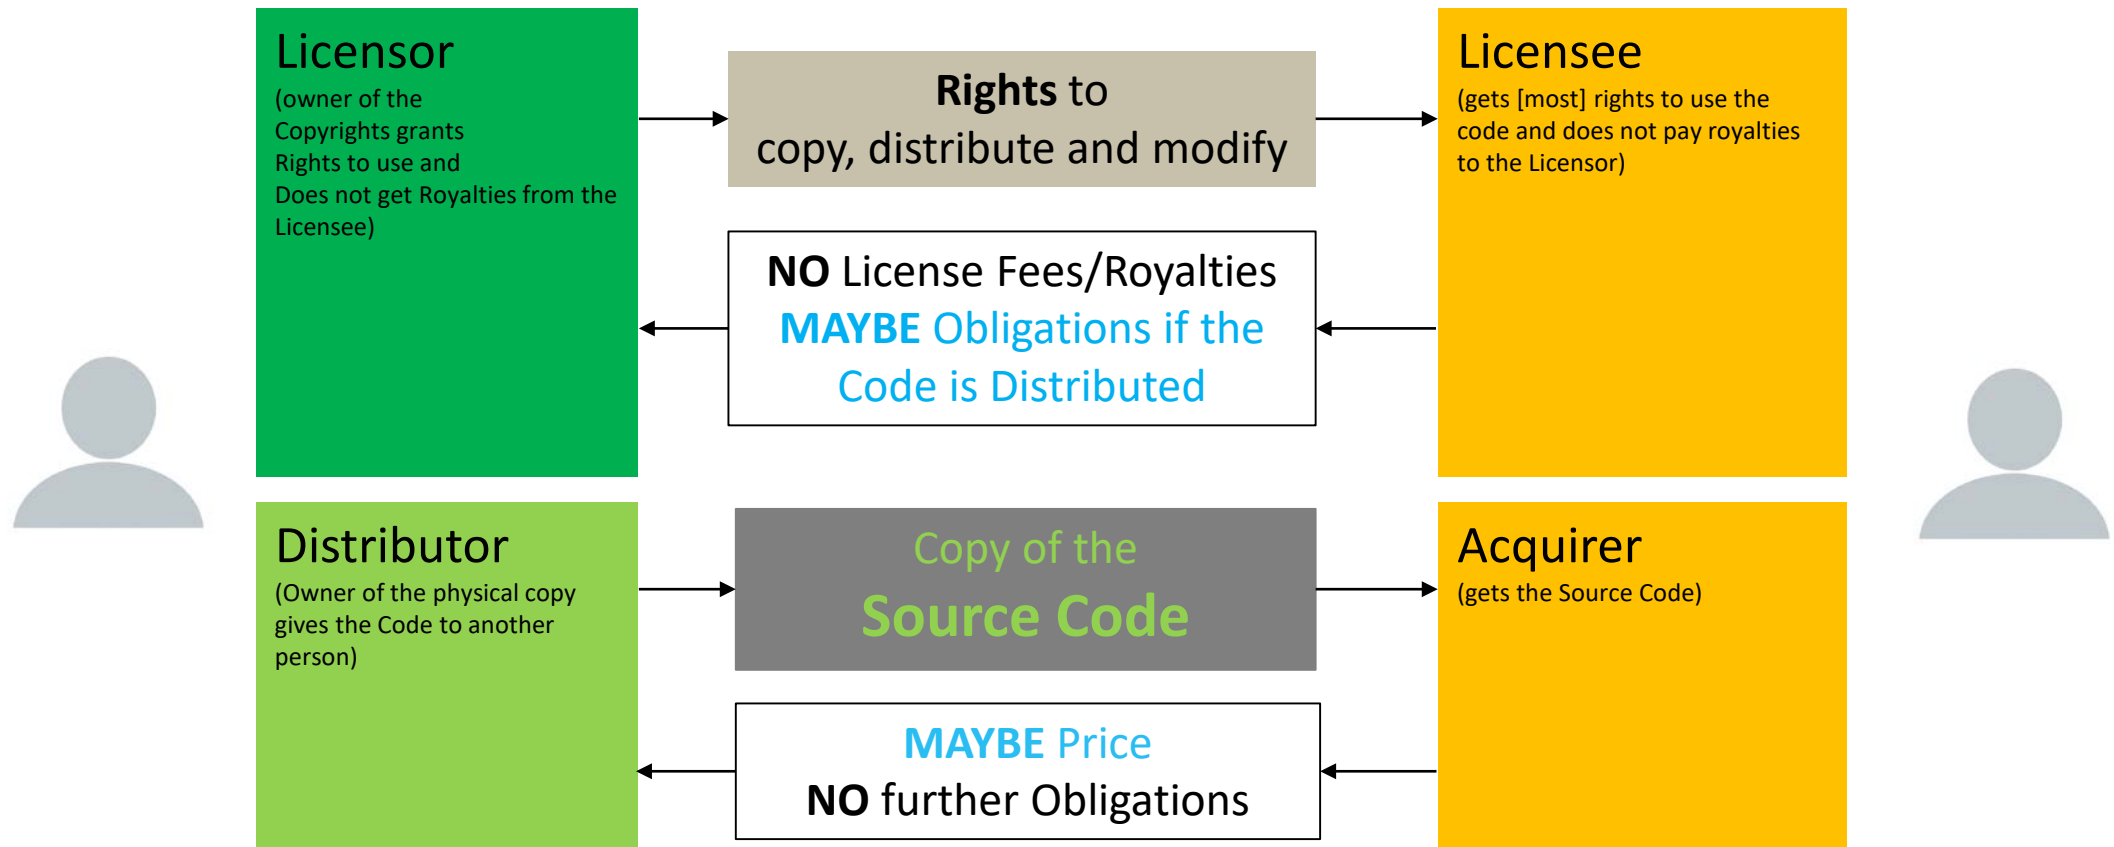 Licensor
(owner of the
Copyrights grants
Rights to use and
Does not get Royalties from the
Licensee)
Rights to
copy, distribute and modify
Licensee
(gets [most] rights to use the
code and does not pay royalties
to the Licensor)
NO License Fees/Royalties
MAYBE Obligations if the
Code is Distributed
Distributor
(Owner of the physical copy
gives the Code to another
person)
Copy of the
Source Code
Acquirer
(gets the Source Code)
MAYBE Price
NO further Obligations